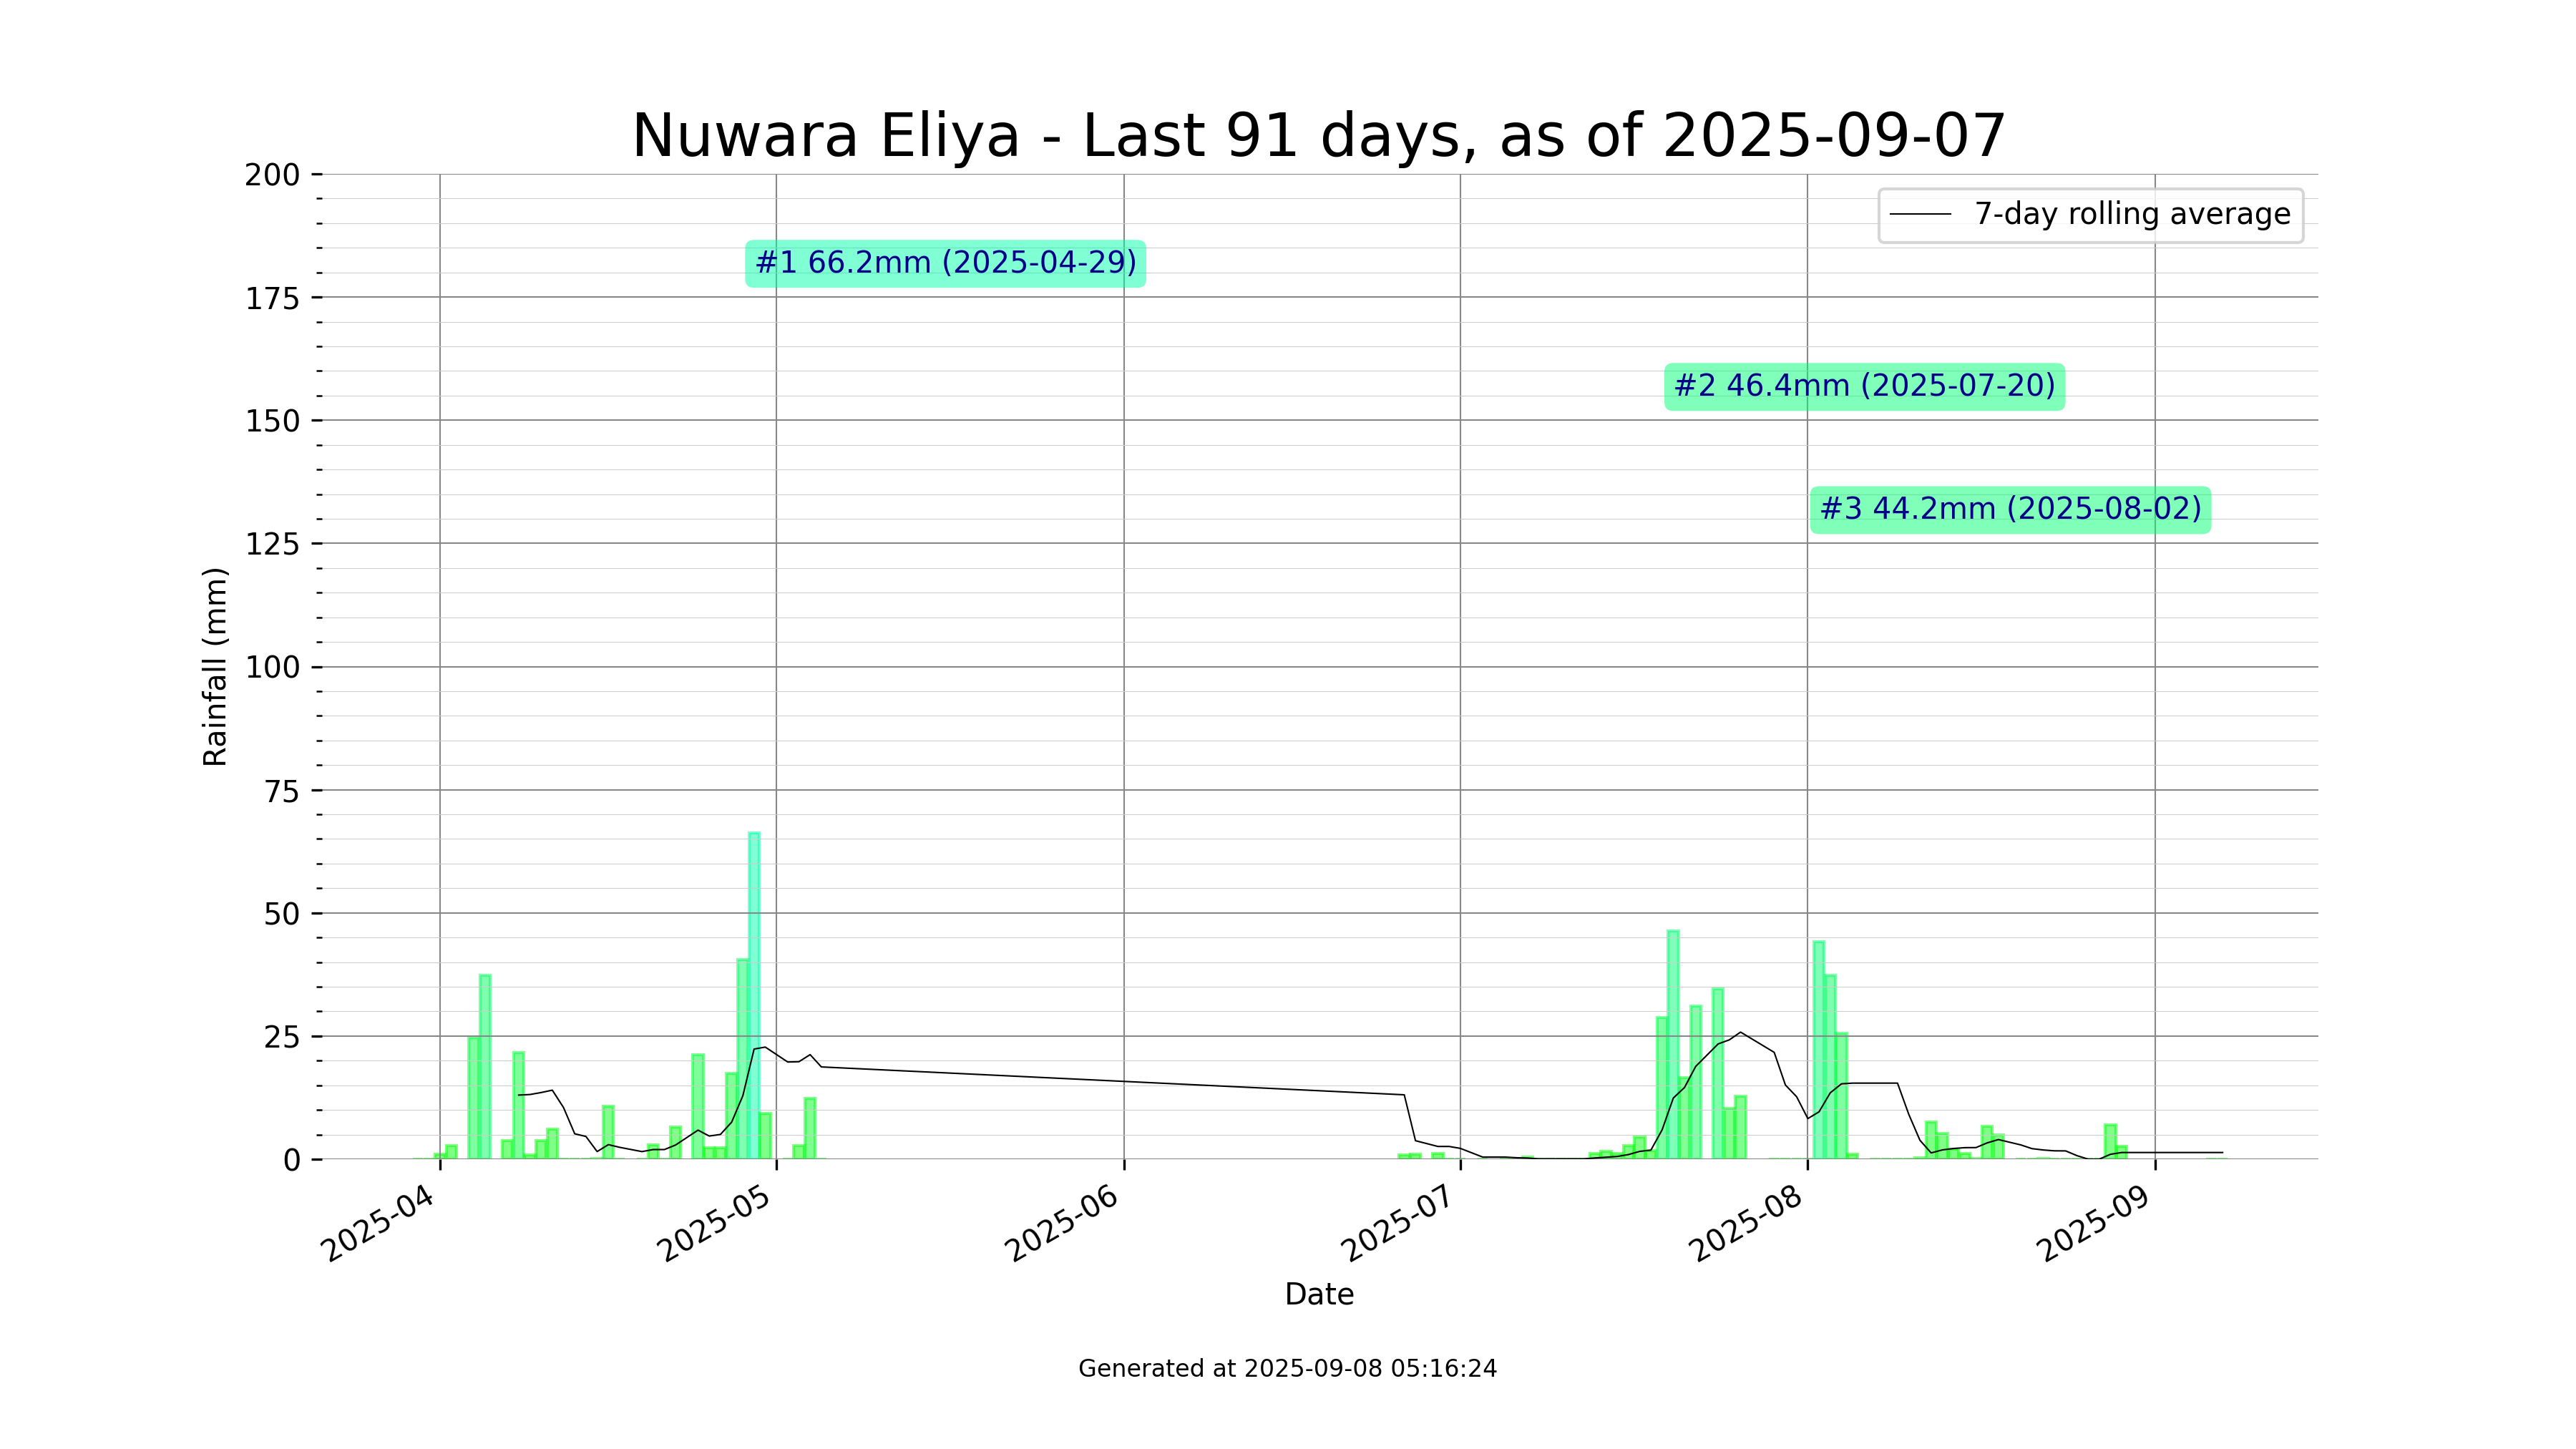 Nuwara Eliya - Last 91 days, as of 2025-09-07
200
175
150
125
100
75
50
25
0
Rainfall (mm)
7-day rolling average
#1 66.2mm (2025-04-29)
#2 46.4mm (2025-07-20)
#3 44.2mm (2025-08-02)
2025-04
2025-05
2025-06
2025-07
2025-08
2025-09
Date
Generated at 2025-09-08 05:16:24